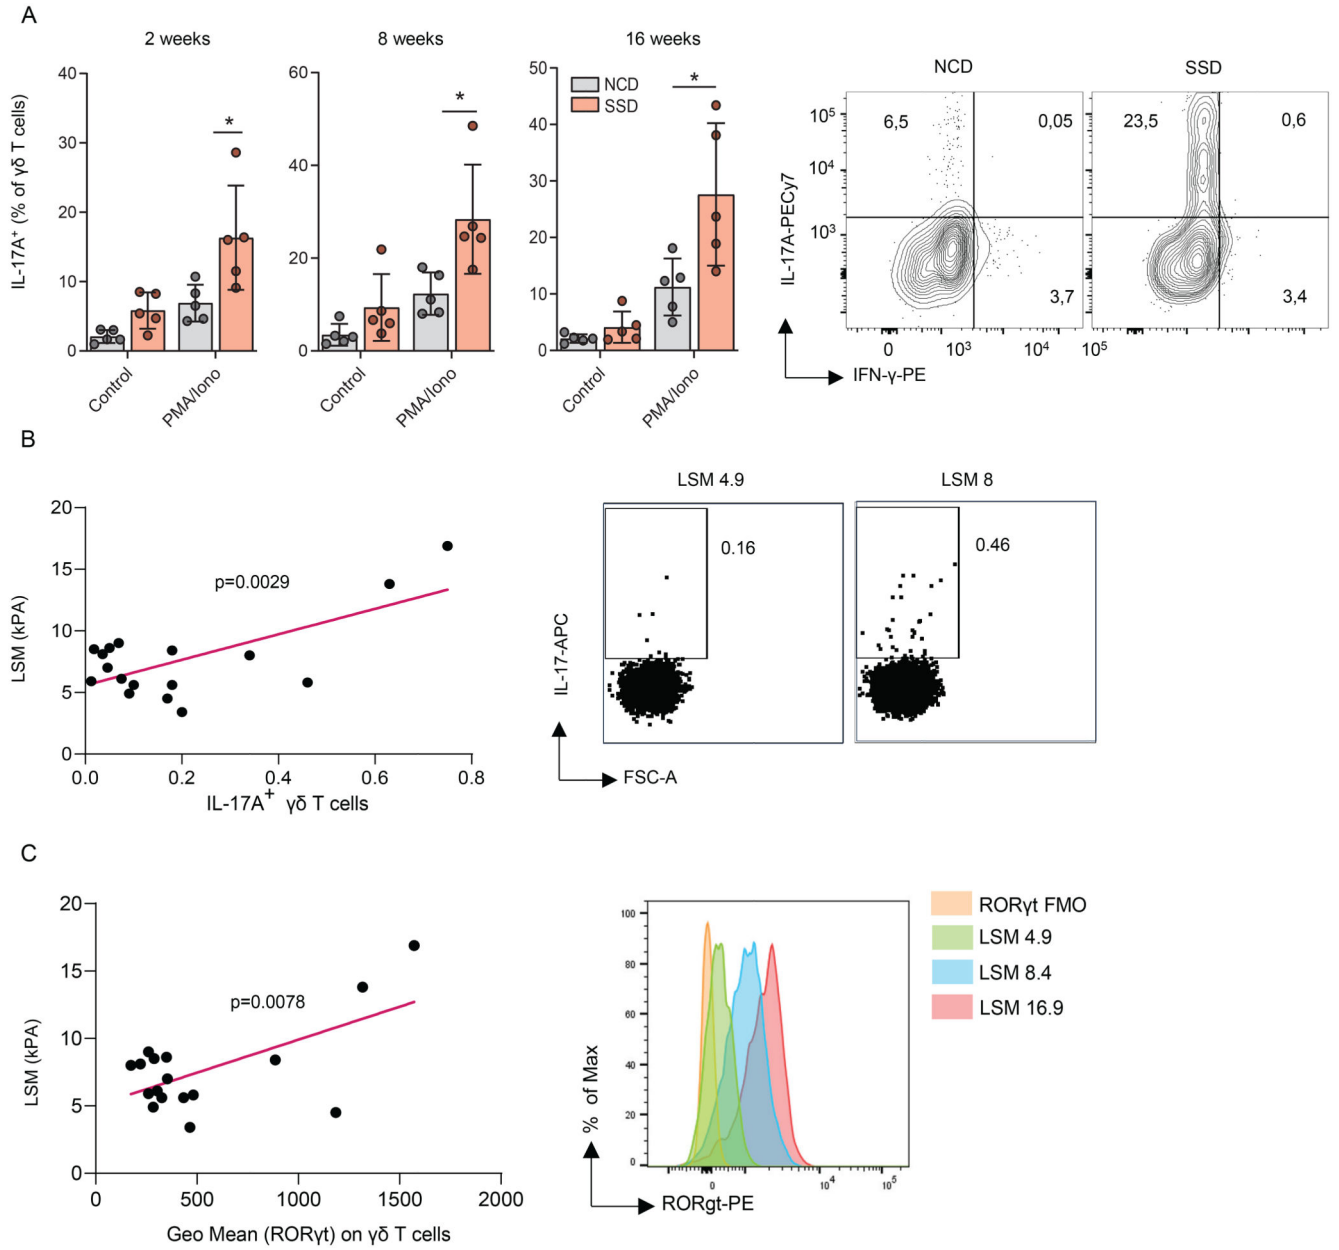 A
2 weeks
8 weeks
16 weeks
IL-17A⁺ (% of γδ T cells)
40
30
20
10
0
*
Control
PMA/Iono
60
40
20
0
*
Control
PMA/Iono
50
40
30
20
10
0
NCD
SSD
*
Control
PMA/Iono
NCD
SSD
IL-17A-PECy7
10⁵
10⁴
10³
6,5
0,05
3,7
23,5
0,6
3,4
0
10³
10⁴
10⁵
IFN-γ-PE
B
LSM (kPA)
20
15
10
5
0
p=0.0029
0.0
0.2
0.4
0.6
0.8
IL-17A⁺ γδ T cells
LSM 4.9
LSM 8
0.16
0.46
IL-17-APC
FSC-A
C
LSM (kPA)
20
15
10
5
0
p=0.0078
0
500
1000
1500
2000
Geo Mean (RORγt) on γδ T cells
% of Max
100
80
60
40
20
0
0
10⁴
10⁵
RORgt-PE
RORγt FMO
LSM 4.9
LSM 8.4
LSM 16.9